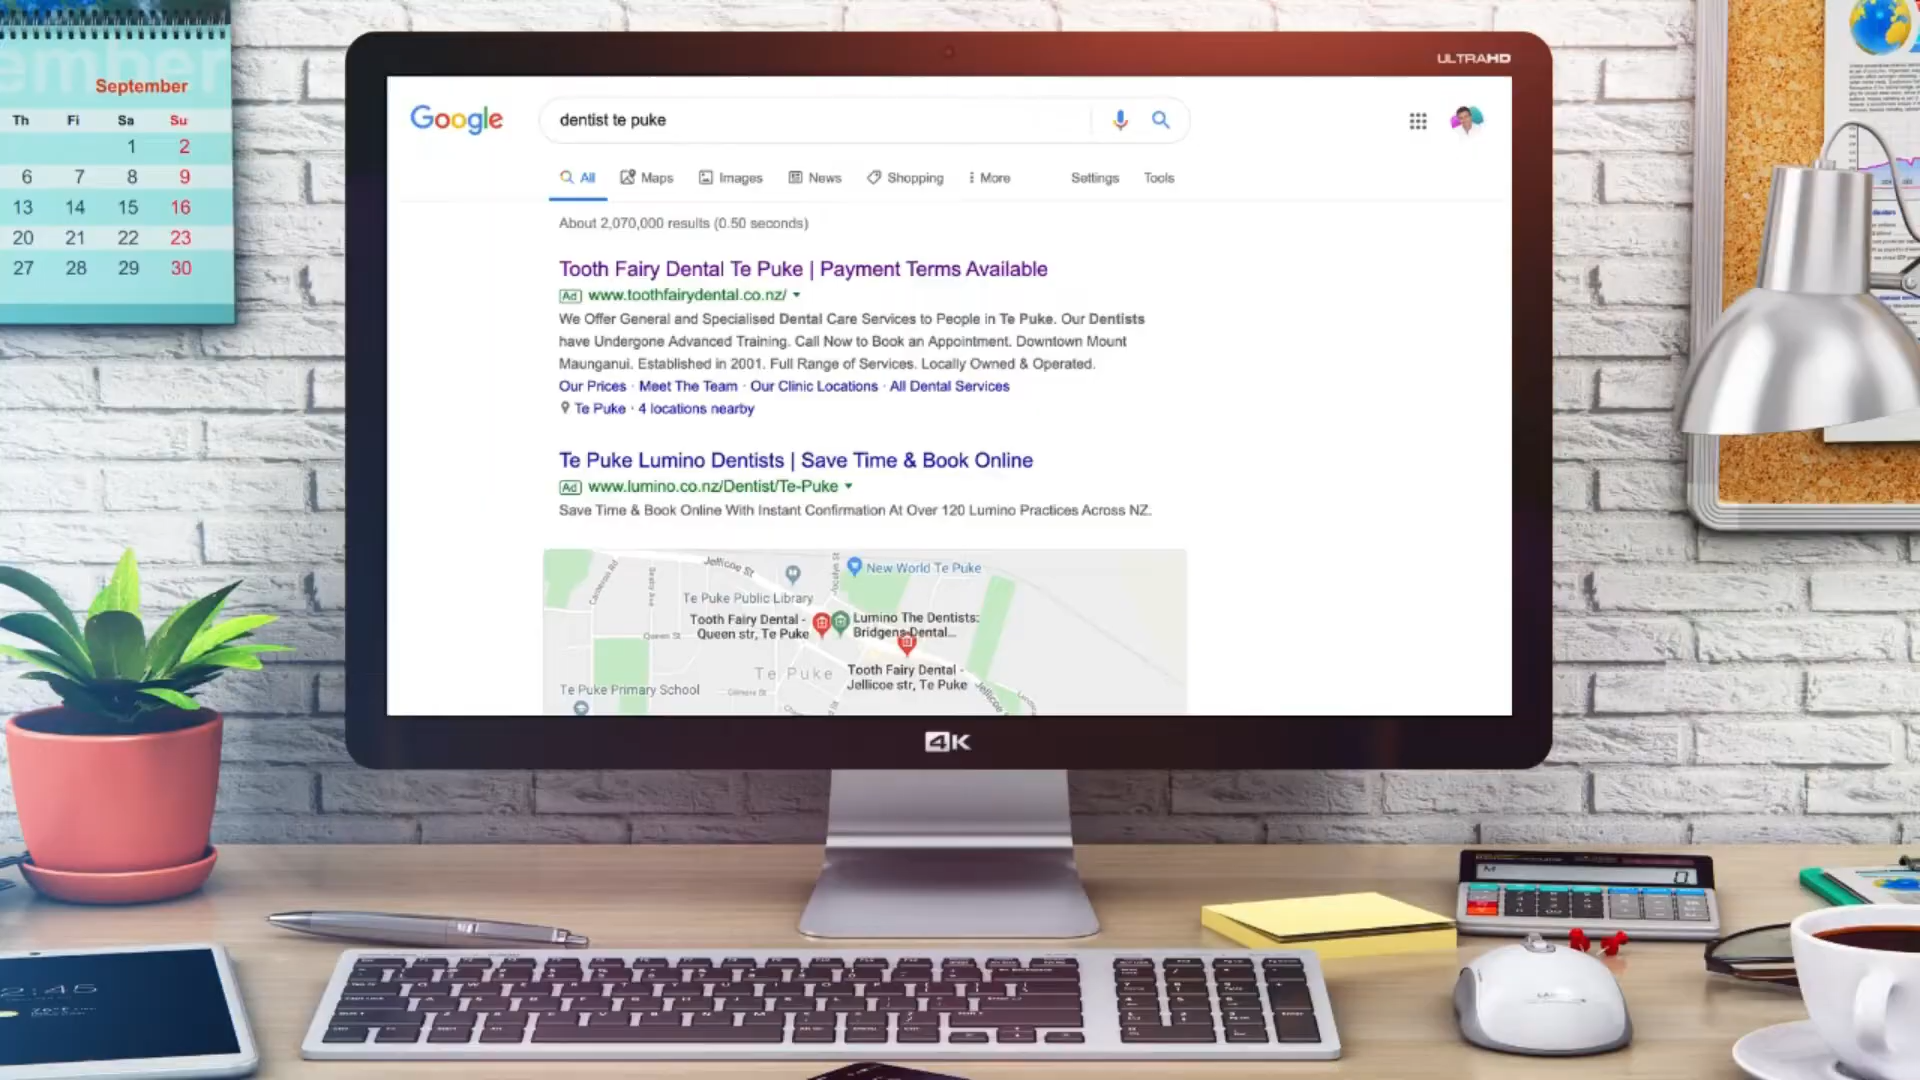 September
Th Fi Sa Su
1 2
6 7 8 9
13 14 15 16
20 21 22 23
27 28 29 30
ULTRAHD
Google
dentist te puke
All Maps Images News Shopping More Settings Tools
About 2,070,000 results (0.50 seconds)
Tooth Fairy Dental Te Puke | Payment Terms Available
Ad www.toothfairydental.co.nz/
We Offer General and Specialised Dental Care Services to People in Te Puke. Our Dentists
have Undergone Advanced Training. Call Now to Book an Appointment. Downtown Mount
Maunganui. Established in 2001. Full Range of Services. Locally Owned & Operated.
Our Prices · Meet The Team · Our Clinic Locations · All Dental Services
Te Puke · 4 locations nearby
Te Puke Lumino Dentists | Save Time & Book Online
Ad www.lumino.co.nz/Dentist/Te-Puke
Save Time & Book Online With Instant Confirmation At Over 120 Lumino Practices Across NZ.
Jellicoe St
Jocelyn St
New World Te Puke
Cameron Rd
Te Puke Public Library
Tooth Fairy Dental -
Queen str, Te Puke
Lumino The Dentists:
Bridgens Dental...
Queen St
Te Puke
Tooth Fairy Dental -
Jellicoe str, Te Puke
Te Puke Primary School
Jellicoe S
4K
2:45